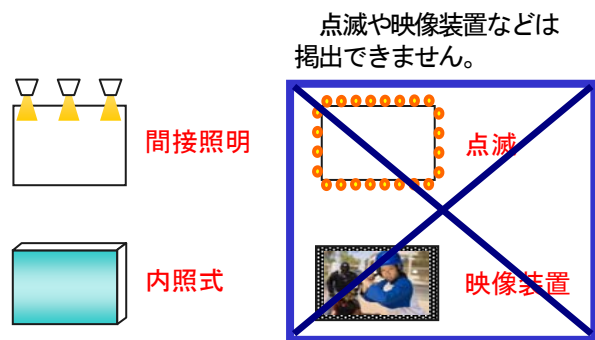 点滅や映像装置などは
掲出できません。
間接照明
点滅
内照式
映像装置